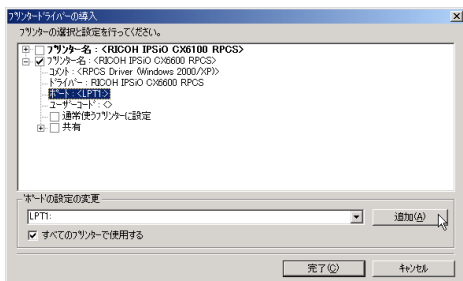 プリンタードライバーの導入
プリンターの選択と設定を行ってください。
プリンター名 : <RICOH IPSiO CX6100 RPCS>
プリンター名 : <RICOH IPSiO CX6600 RPCS>
コメント : <RPCS Driver (Windows 2000/XP)>
ドライバー : RICOH IPSiO CX6600 RPCS
ポート : <LPT1:>
ユーザーコード : <>
通常使うプリンターに設定
共有
'ポート'の設定の変更
LPT1:
追加(A)
すべてのプリンターで使用する
完了(O)
キャンセル